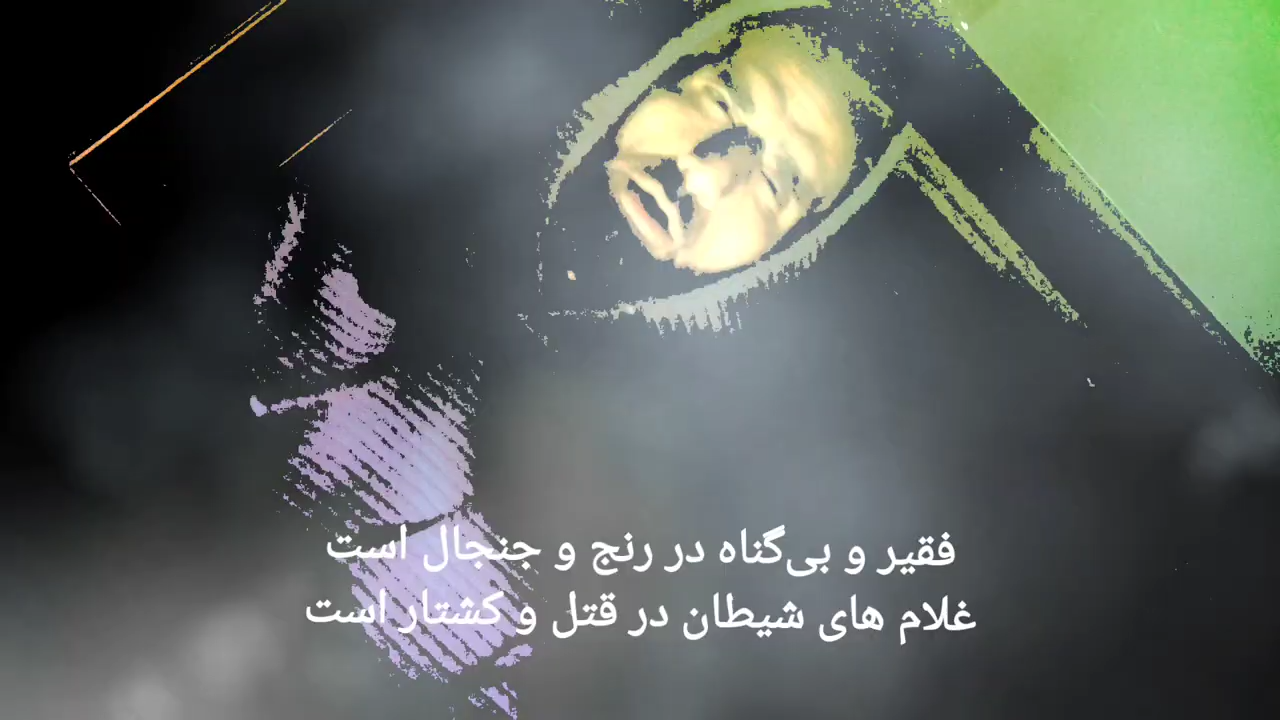 فقیر و بی‌گناه در رنج و جنجال است
غلام های شیطان در قتل و کشتار است